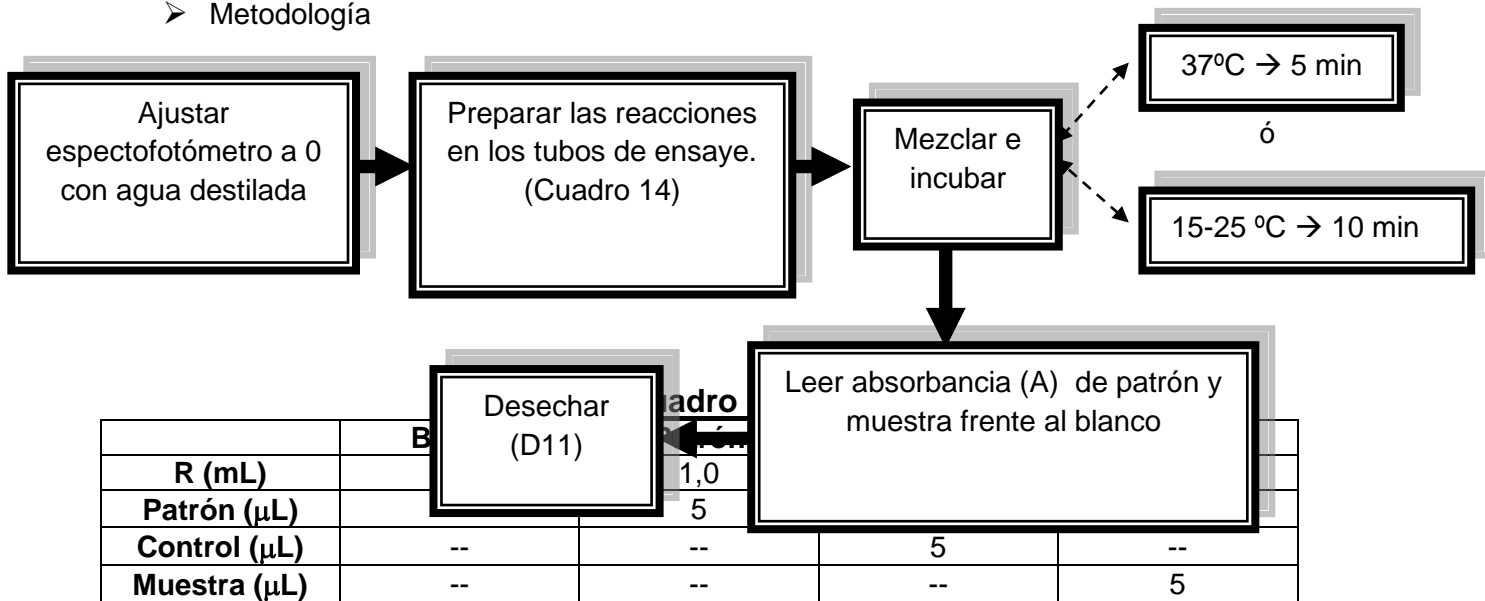 ➢ Metodología
Ajustar
espectofotómetro a 0
con agua destilada
Preparar las reacciones
en los tubos de ensaye.
(Cuadro 14)
Mezclar e
incubar
37ºC → 5 min
ó
15-25 ºC → 10 min
Leer absorbancia (A) de patrón y
muestra frente al blanco
Desechar
(D11)
R (mL) 1,0
Patrón (µL) 5
Control (µL) -- -- 5 --
Muestra (µL) -- -- -- 5